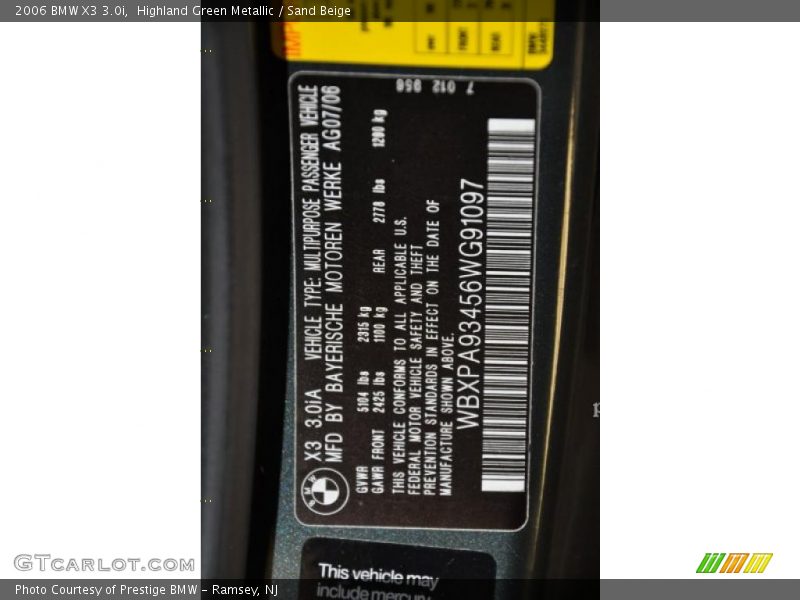 2006 BMW X3 3.0i,  Highland Green Metallic / Sand Beige
7 012 956
X3 3.0iA VEHICLE TYPE: MULTIPURPOSE PASSENGER VEHICLE
MFD BY BAYERISCHE MOTOREN WERKE AG07/06
GVWR 5104 lbs 2315 kg
GAWR FRONT 2425 lbs 1100 kg REAR 2778 lbs 1260 kg
THIS VEHICLE CONFORMS TO ALL APPLICABLE U.S.
FEDERAL MOTOR VEHICLE SAFETY AND THEFT
PREVENTION STANDARDS IN EFFECT ON THE DATE OF
MANUFACTURE SHOWN ABOVE.
WBXPA93456WG91097
BMW
This vehicle may
include mercury
GTCARLOT.COM
Photo Courtesy of Prestige BMW – Ramsey, NJ